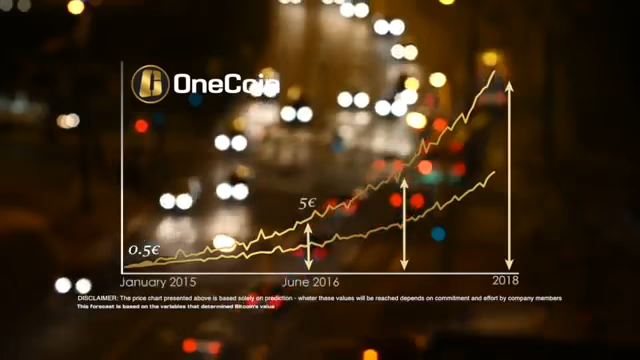 OneCoin
5€
0.5€
January 2015
June 2016
2018
DISCLAIMER: The price chart presented above is based solely on prediction - wheter these values will be reached depends on commitment and effort by company members
This forecast is based on the variables that determined Bitcoin's value